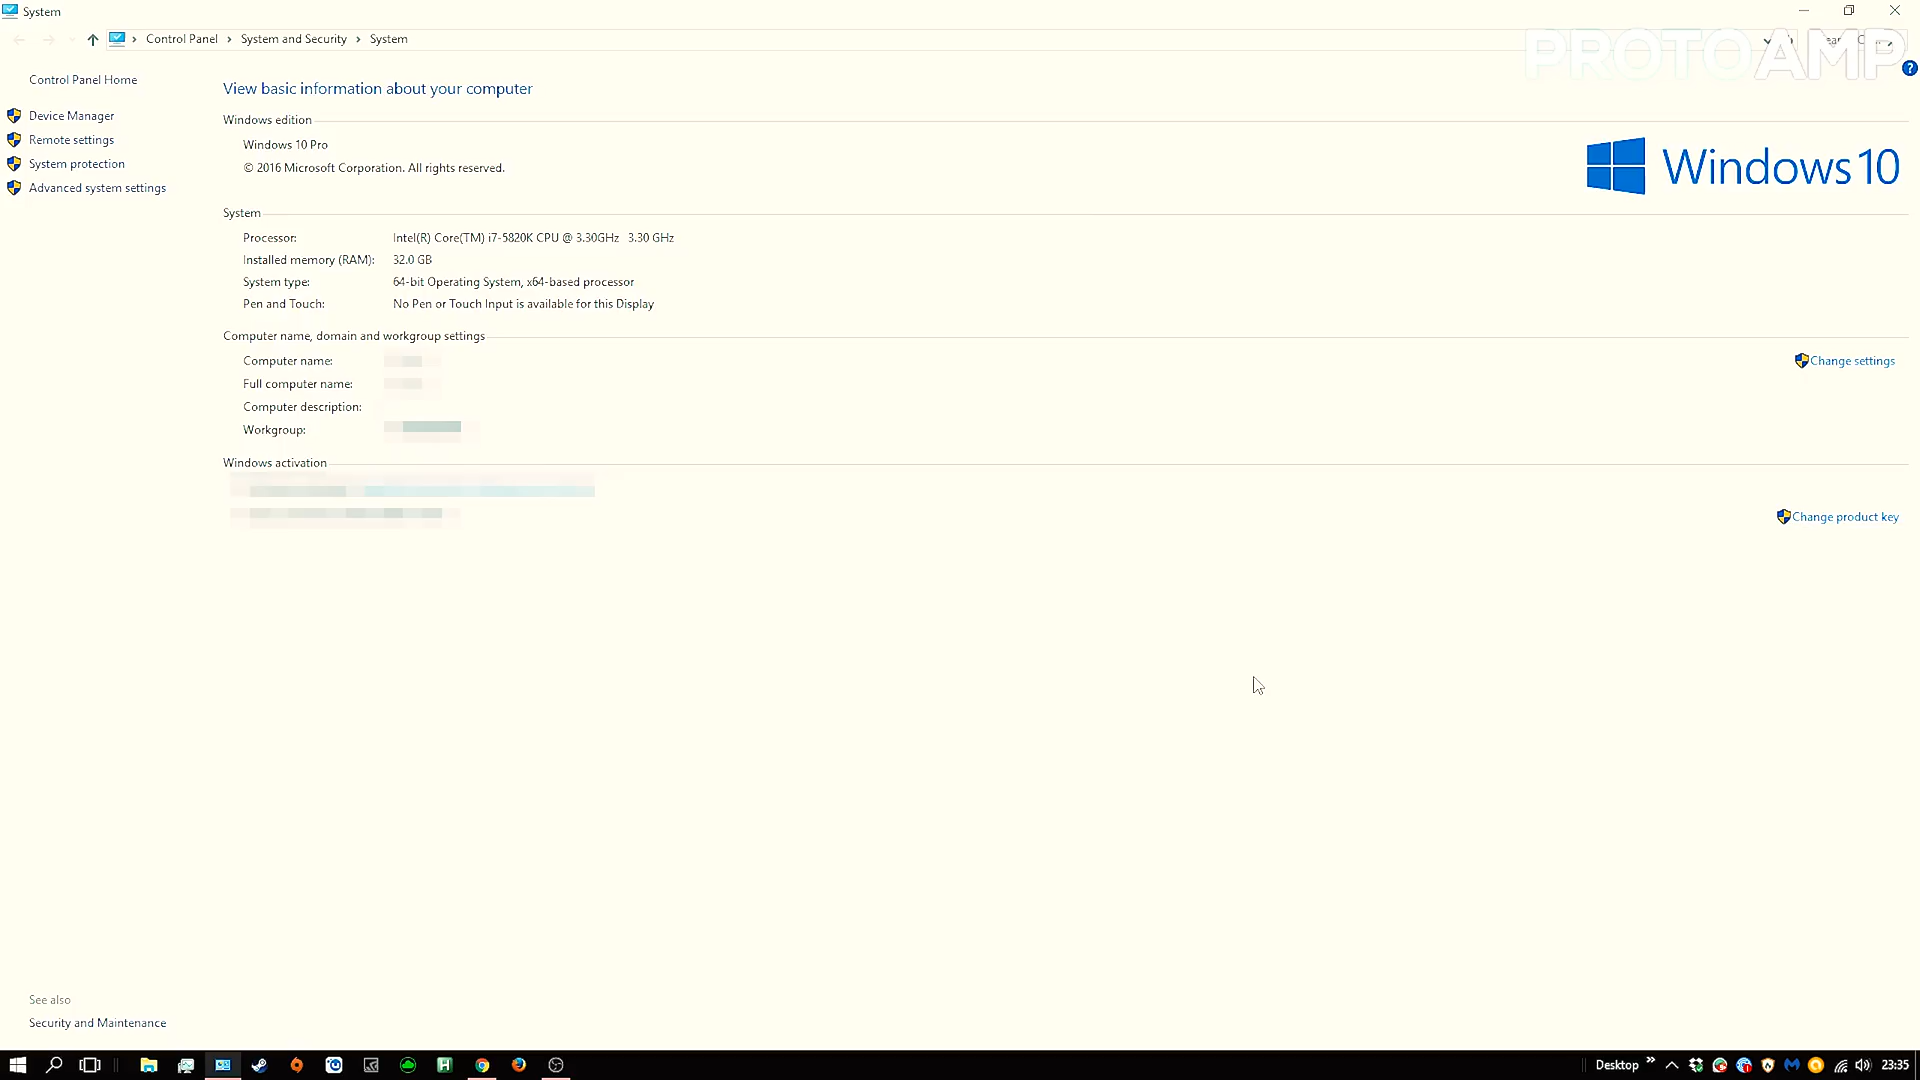 System
Control Panel > System and Security > System
PROTOAMP
Control Panel Home
Device Manager
Remote settings
System protection
Advanced system settings
View basic information about your computer
Windows edition
Windows 10 Pro
© 2016 Microsoft Corporation. All rights reserved.
Windows 10
System
Processor: Intel(R) Core(TM) i7-5820K CPU @ 3.30GHz 3.30 GHz
Installed memory (RAM): 32.0 GB
System type: 64-bit Operating System, x64-based processor
Pen and Touch: No Pen or Touch Input is available for this Display
Computer name, domain and workgroup settings
Computer name:
Change settings
Full computer name:
Computer description:
Workgroup:
Windows activation
Change product key
See also
Security and Maintenance
Desktop
23:35